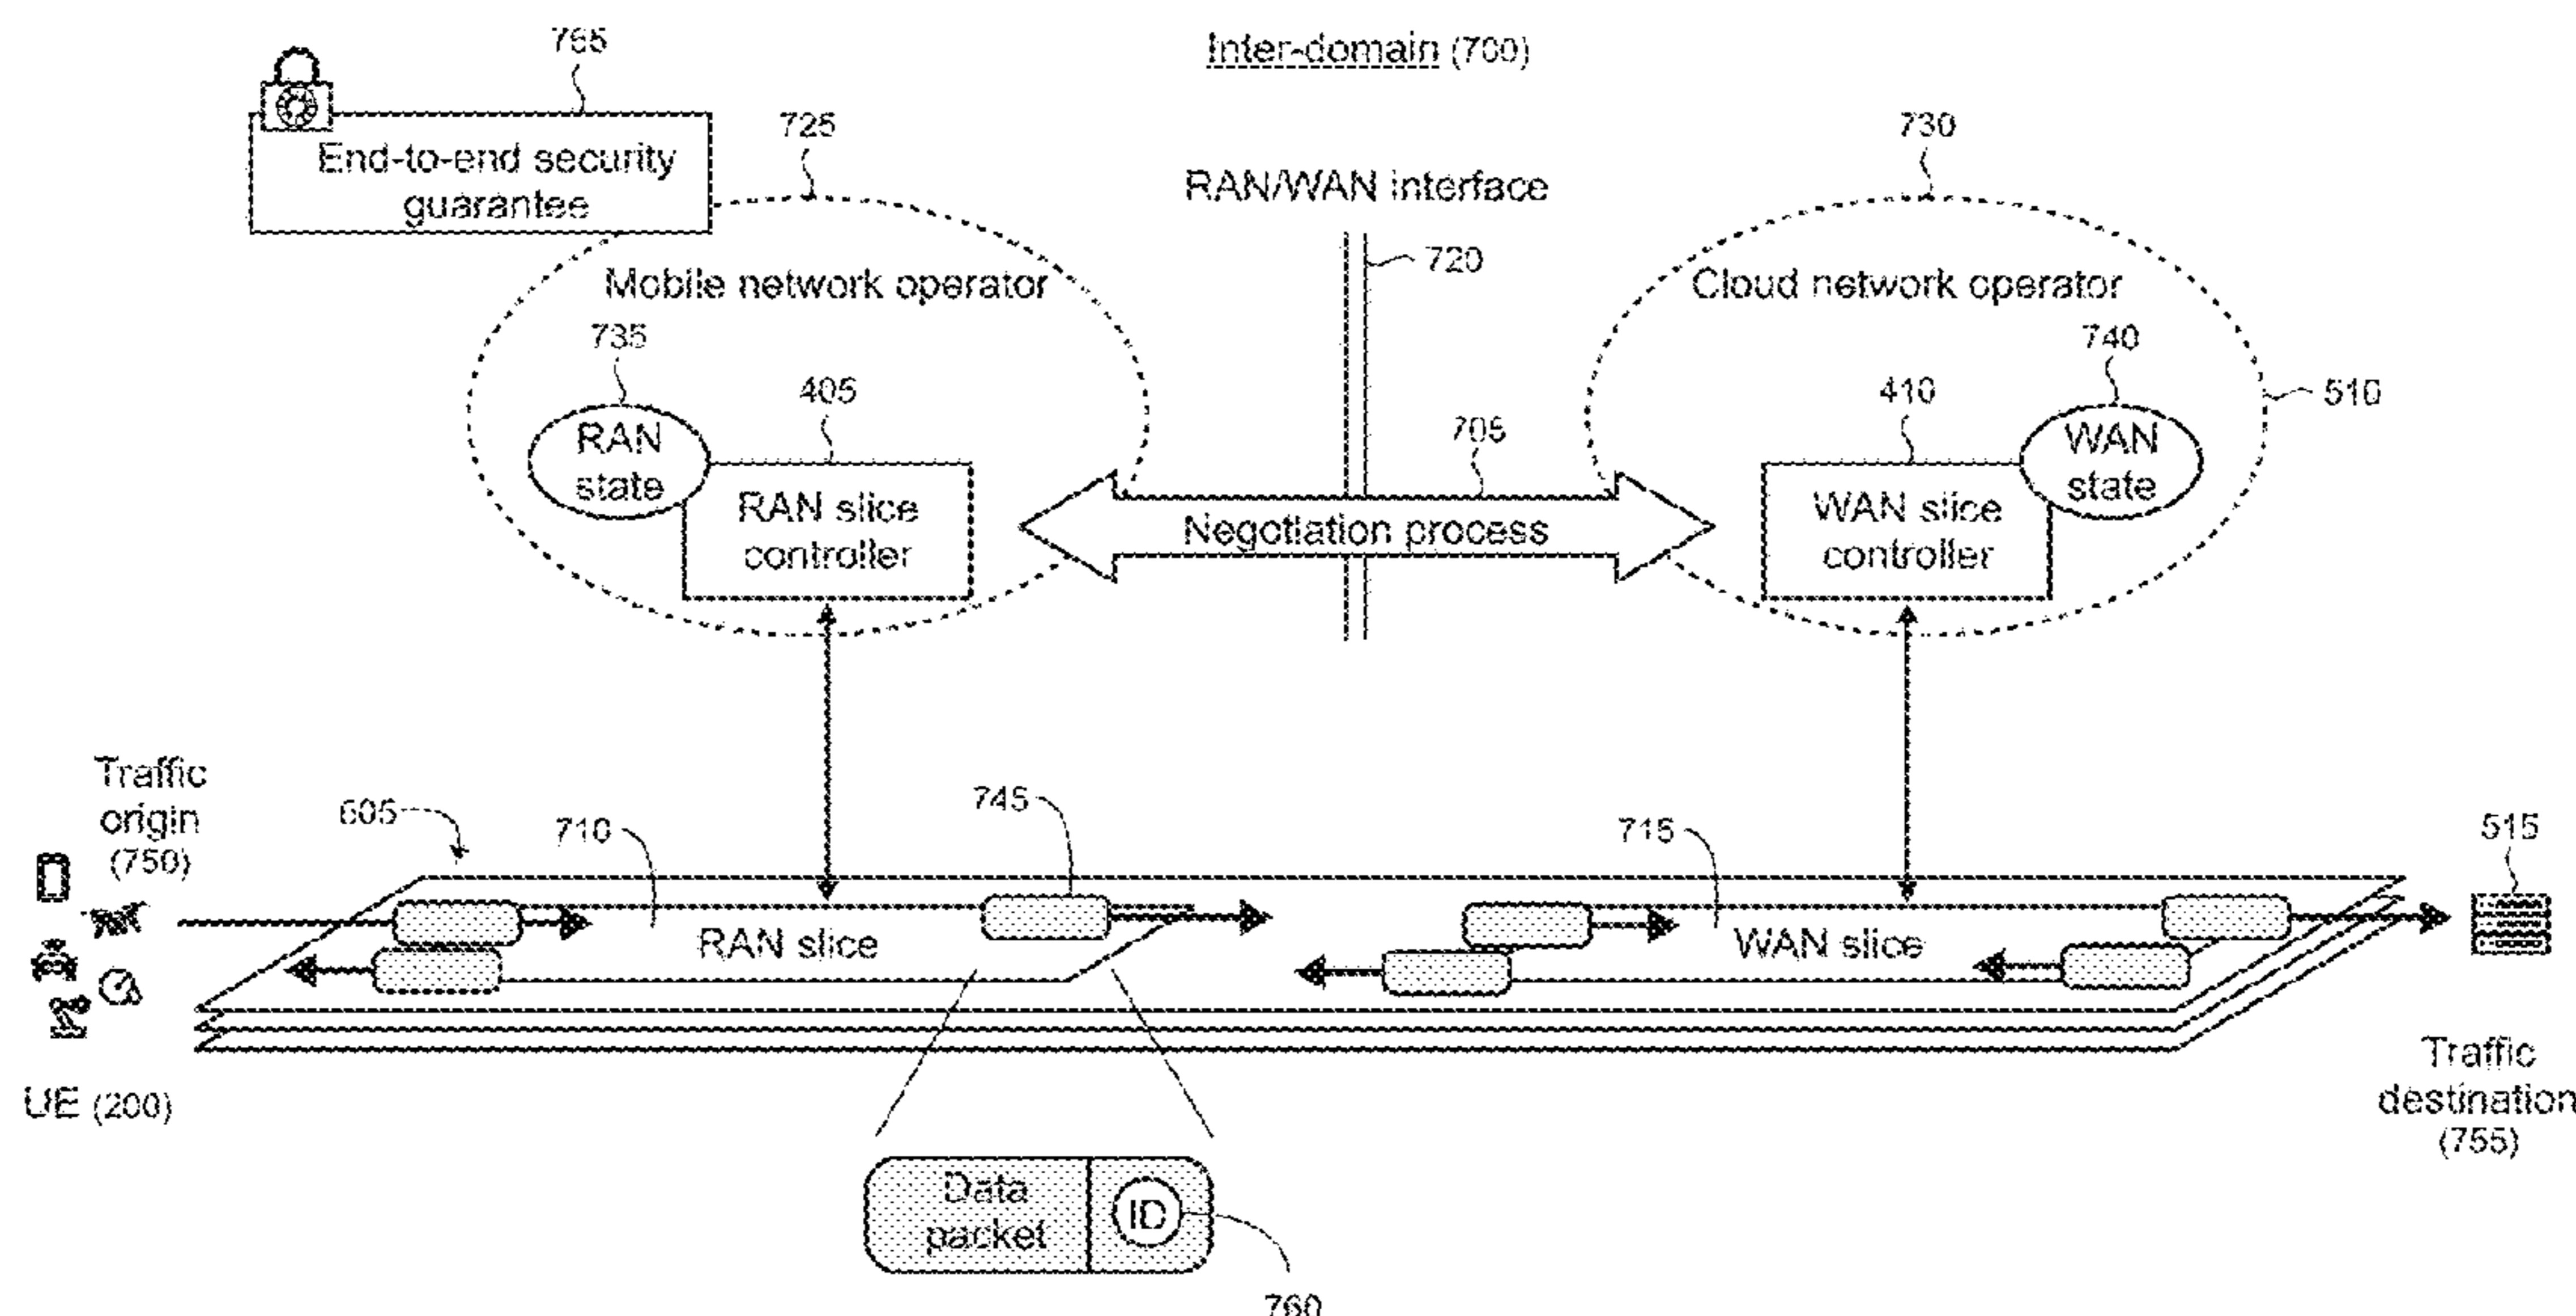 765
Inter-domain (700)
End-to-end security
guarantee
725
730
RAN/WAN interface
720
Mobile network operator
Cloud network operator
735
405
410
740
510
RAN
state
RAN slice
controller
705
Negotiation process
WAN slice
controller
WAN
state
Traffic
origin
(750)
605
710
745
715
515
RAN slice
WAN slice
UE (200)
Traffic
destination
(755)
Data
packet
ID
760